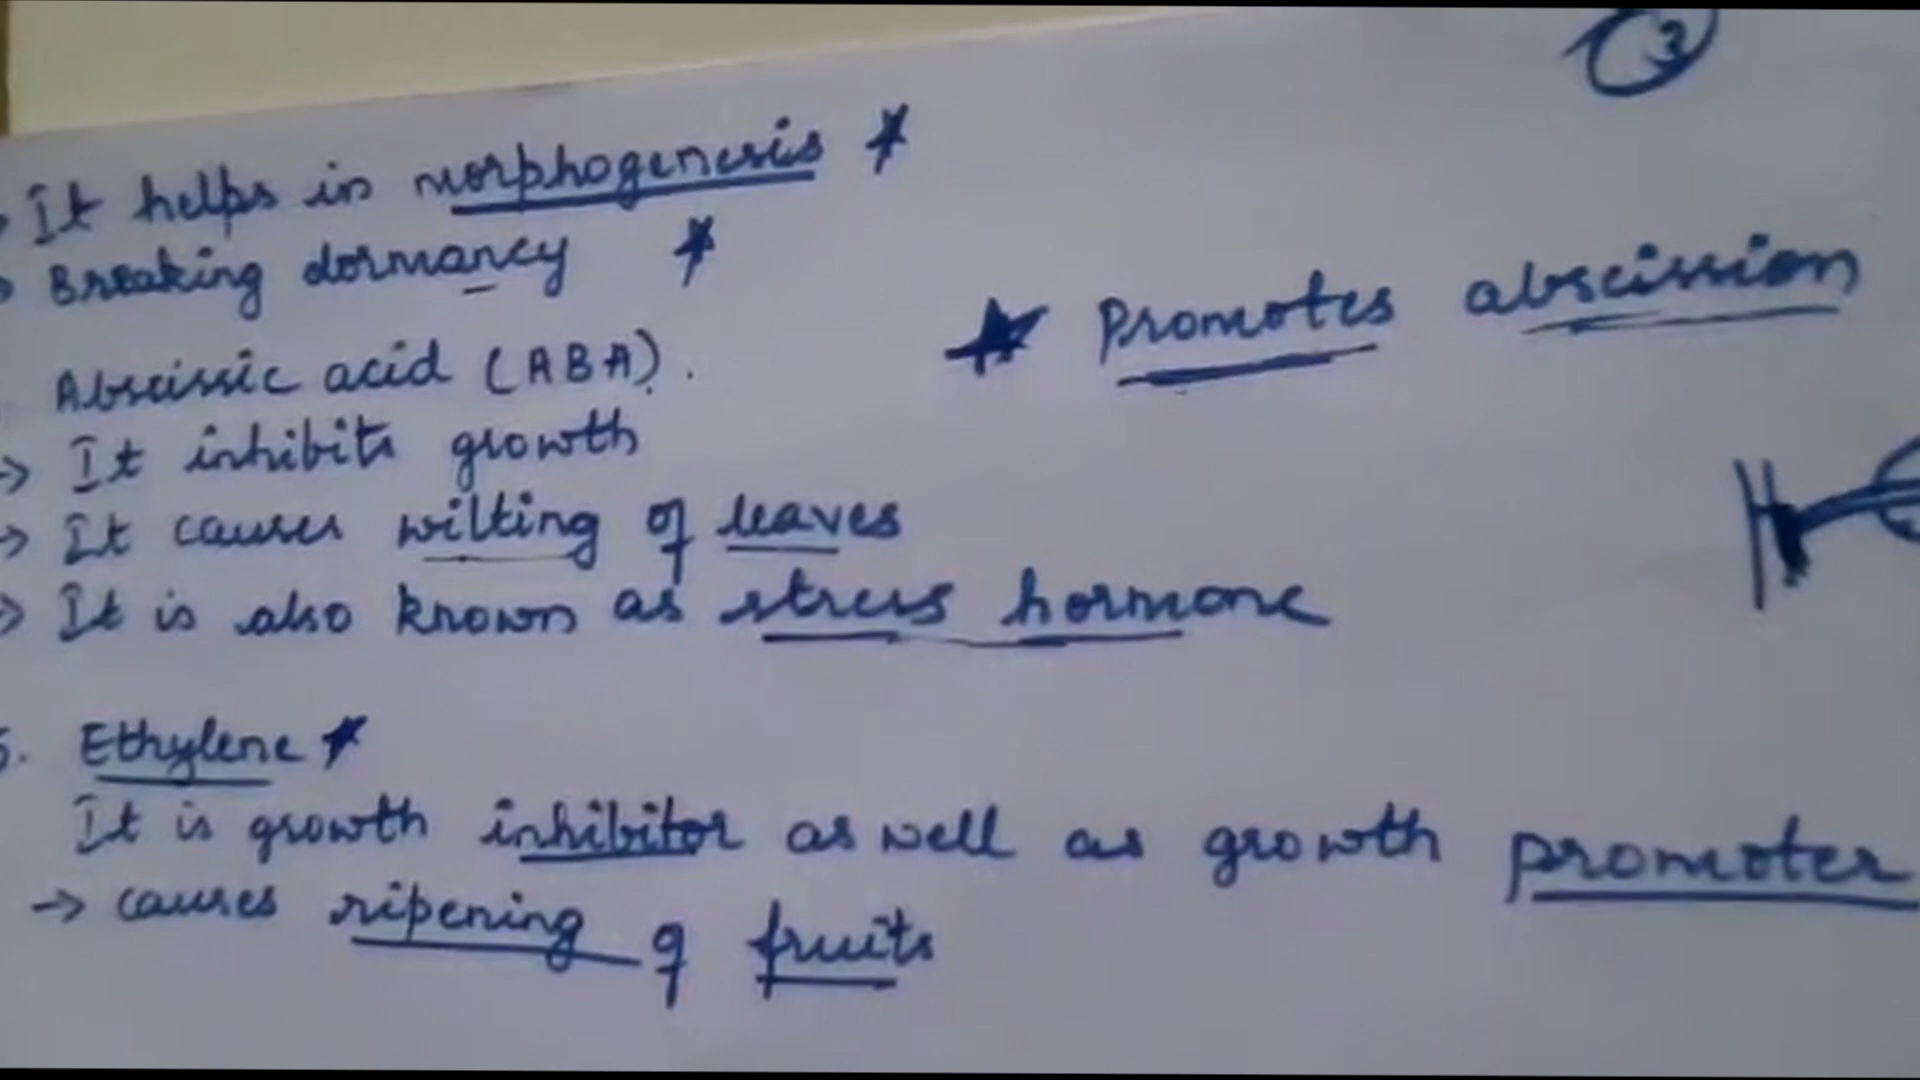 3
→ It helps in morphogenesis ★
→ Breaking dormancy ★
Abscissic acid (ABA).
★ Promotes abscission
→ It inhibits growth
→ It causes wilting of leaves
→ It is also known as stress hormone
5. Ethylene ★
It is growth inhibitor as well as growth promoter
→ causes ripening of fruits